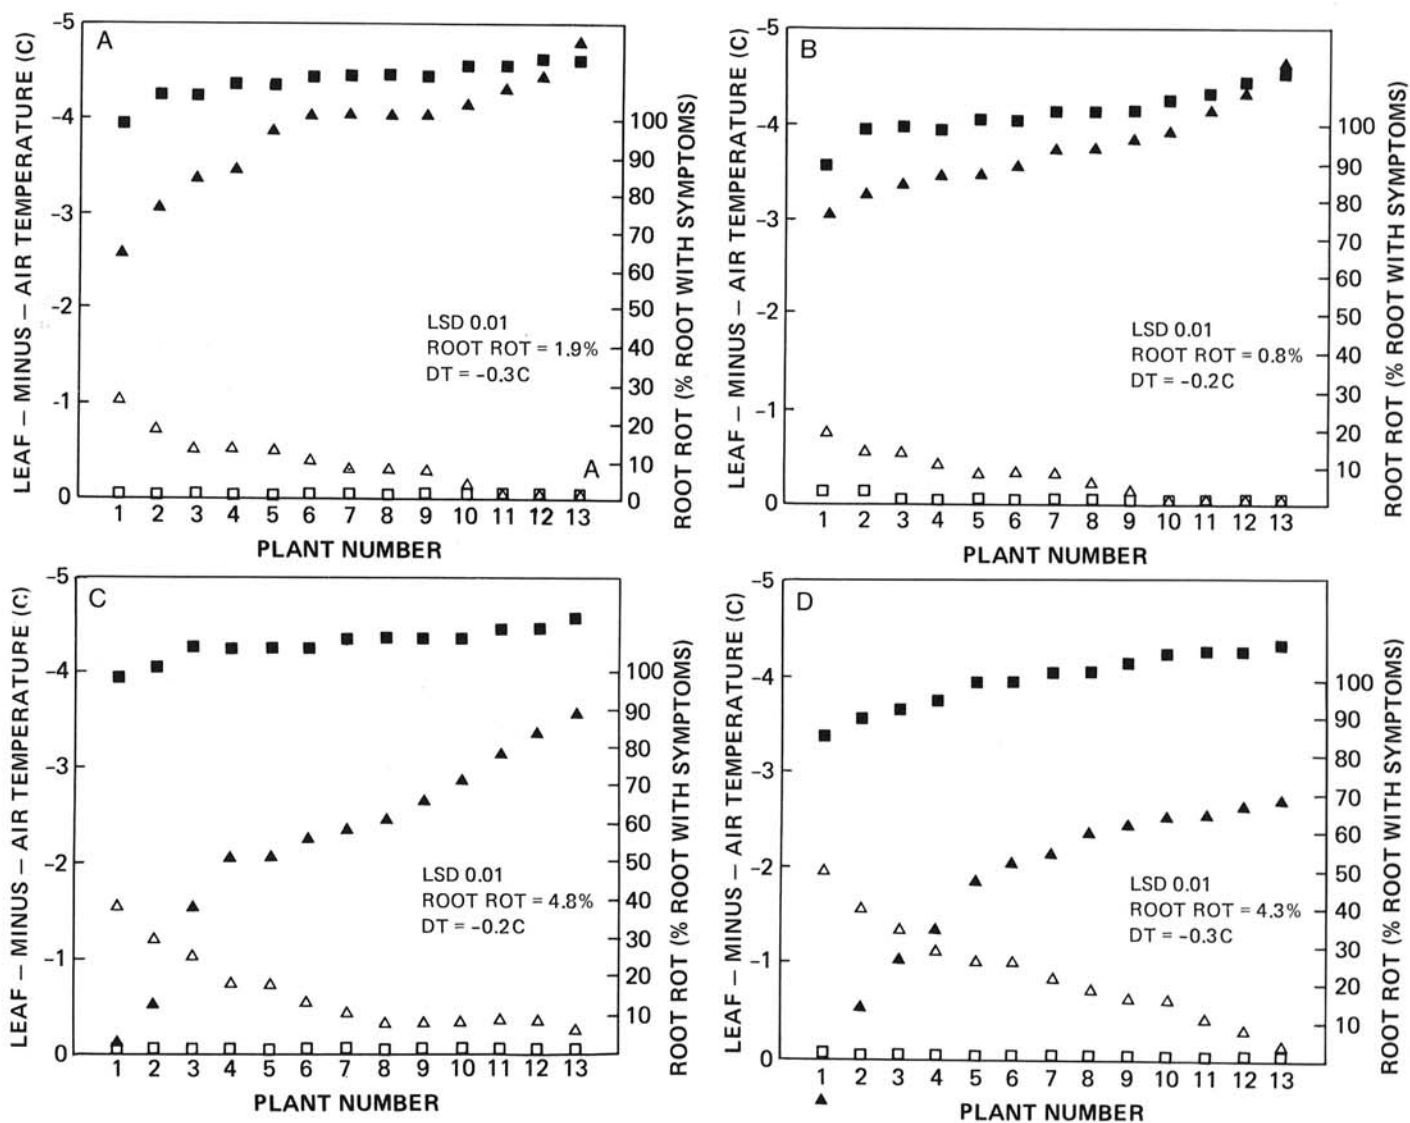 A
LEAF – MINUS – AIR TEMPERATURE (C)
-5
-4
-3
-2
-1
0
100
90
80
70
60
50
40
30
20
10
0
ROOT ROT (% ROOT WITH SYMPTOMS)
LSD 0.01
ROOT ROT = 1.9%
DT = -0.3C
A
1 2 3 4 5 6 7 8 9 10 11 12 13
PLANT NUMBER
B
LEAF – MINUS – AIR TEMPERATURE (C)
-5
-4
-3
-2
-1
0
100
90
80
70
60
50
40
30
20
10
ROOT ROT (% ROOT WITH SYMPTOMS)
LSD 0.01
ROOT ROT = 0.8%
DT = -0.2C
1 2 3 4 5 6 7 8 9 10 11 12 13
PLANT NUMBER
C
LEAF – MINUS – AIR TEMPERATURE (C)
-5
-4
-3
-2
-1
0
100
90
80
70
60
50
40
30
20
10
ROOT ROT (% ROOT WITH SYMPTOMS)
LSD 0.01
ROOT ROT = 4.8%
DT = -0.2C
1 2 3 4 5 6 7 8 9 10 11 12 13
PLANT NUMBER
D
LEAF – MINUS – AIR TEMPERATURE (C)
-5
-4
-3
-2
-1
0
100
90
80
70
60
50
40
30
20
10
ROOT ROT (% ROOT WITH SYMPTOMS)
LSD 0.01
ROOT ROT = 4.3%
DT = -0.3C
1 2 3 4 5 6 7 8 9 10 11 12 13
PLANT NUMBER